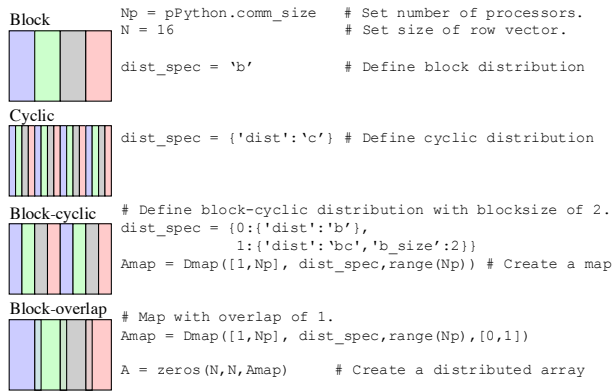 Block
Np = pPython.comm_size # Set number of processors.
N = 16 # Set size of row vector.
dist_spec = ‘b’ # Define block distribution
Cyclic
dist_spec = {'dist':‘c’} # Define cyclic distribution
Block-cyclic
# Define block-cyclic distribution with blocksize of 2.
dist_spec = {0:{'dist':'b'},
1:{'dist':‘bc','b_size':2}}
Amap = Dmap([1,Np], dist_spec,range(Np)) # Create a map
Block-overlap
# Map with overlap of 1.
Amap = Dmap([1,Np], dist_spec,range(Np),[0,1])
A = zeros(N,N,Amap) # Create a distributed array